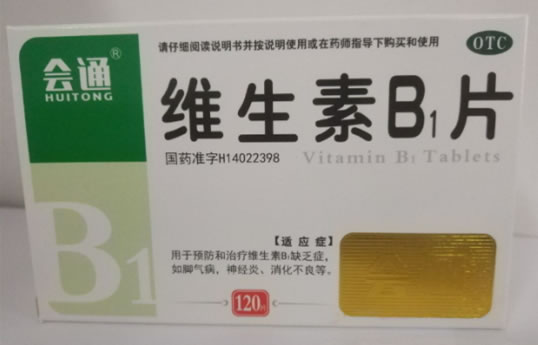 请仔细阅读说明书并按说明使用或在药师指导下购买和使用
OTC
会通®
HUITONG
维生素B1片
国药准字H14022398
Vitamin B1 Tablets
【适应症】
用于预防和治疗维生素B1缺乏症，
如脚气病，神经炎、消化不良等。
B1
120片